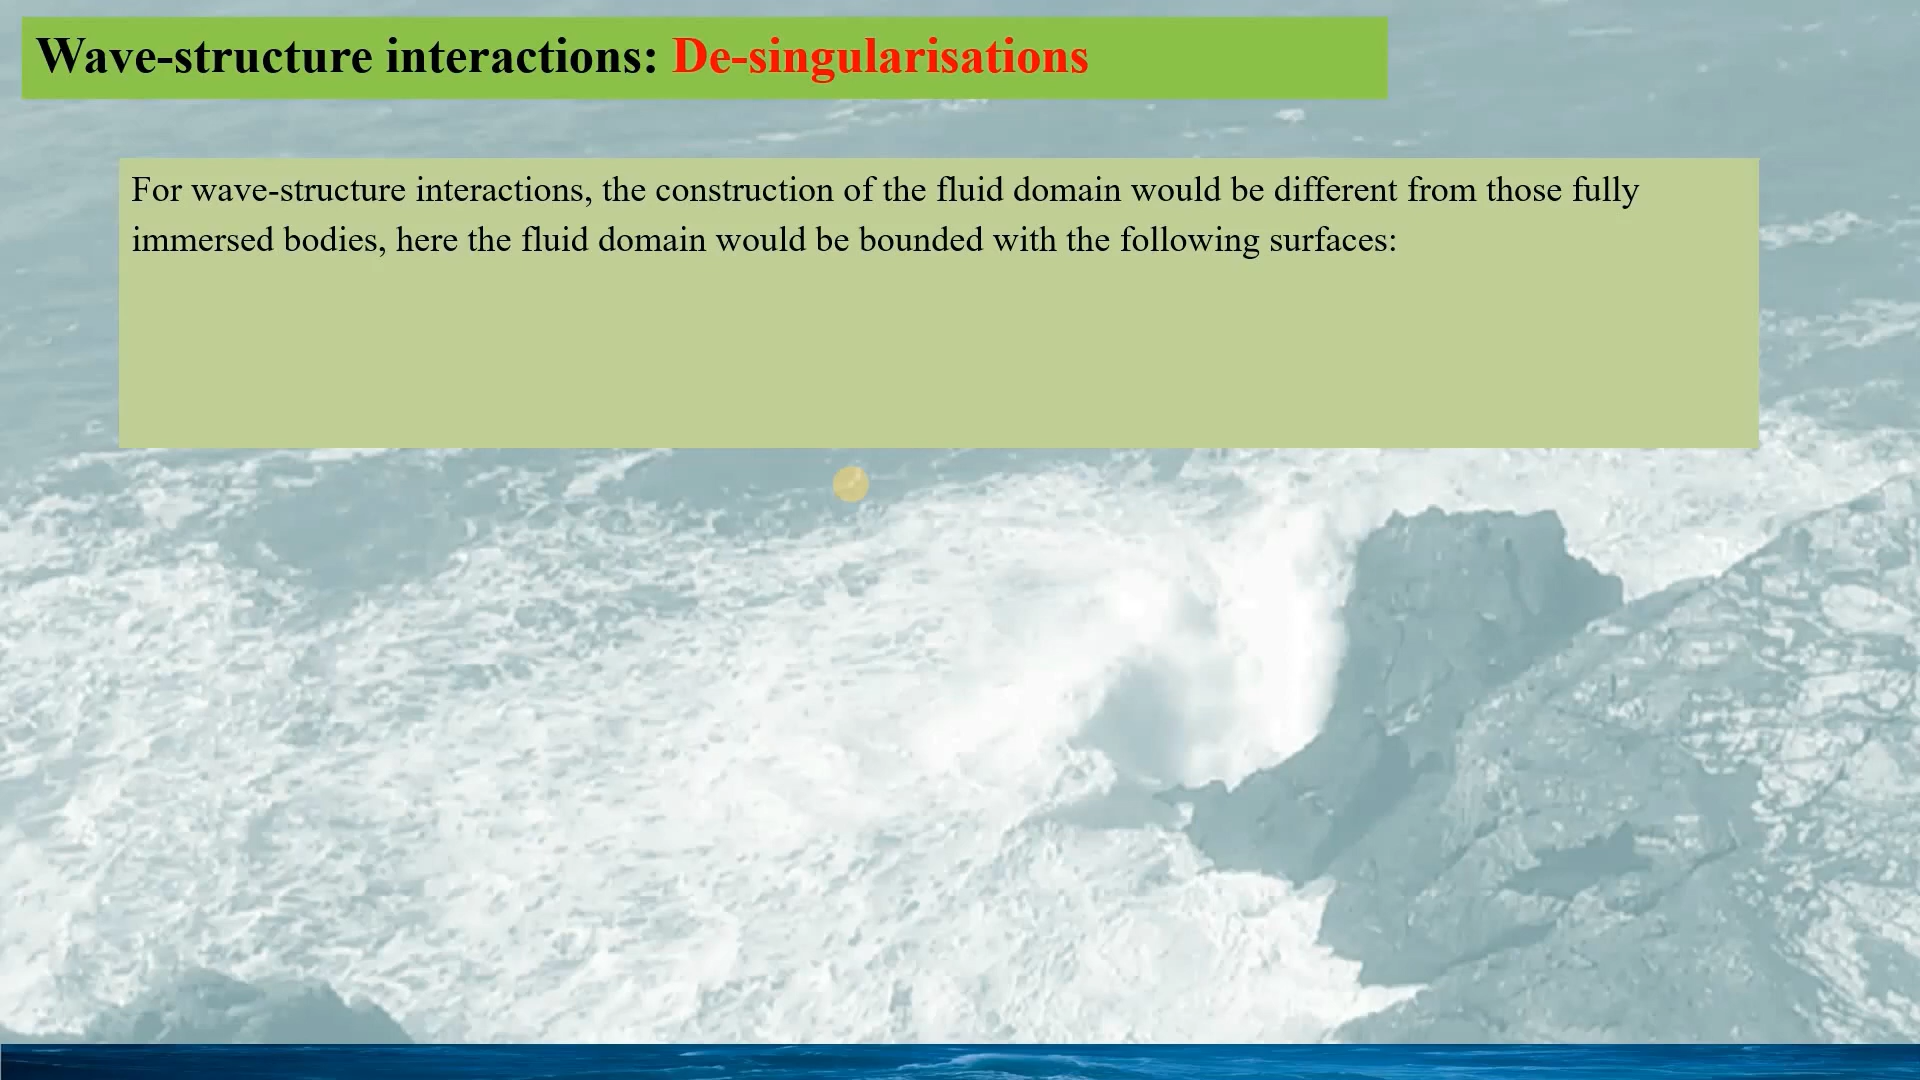 Wave-structure interactions: De-singularisations
For wave-structure interactions, the construction of the fluid domain would be different from those fully
immersed bodies, here the fluid domain would be bounded with the following surfaces: